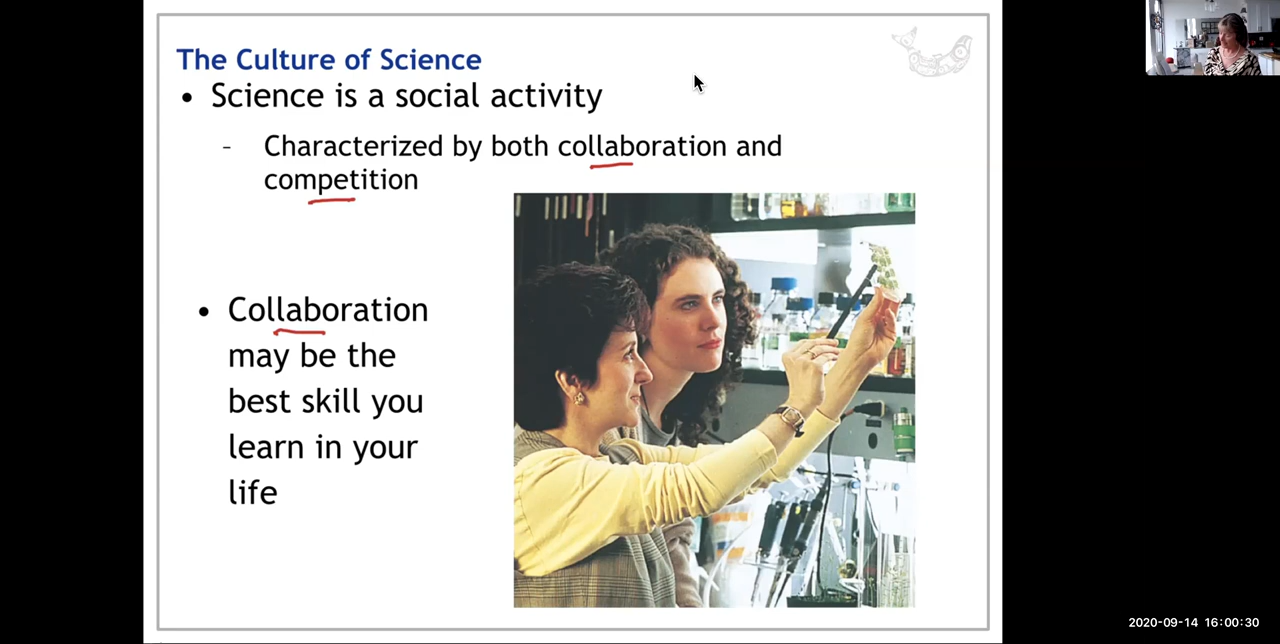 The Culture of Science
• Science is a social activity
- Characterized by both collaboration and
competition
• Collaboration
may be the
best skill you
learn in your
life
2020-09-14 16:00:30